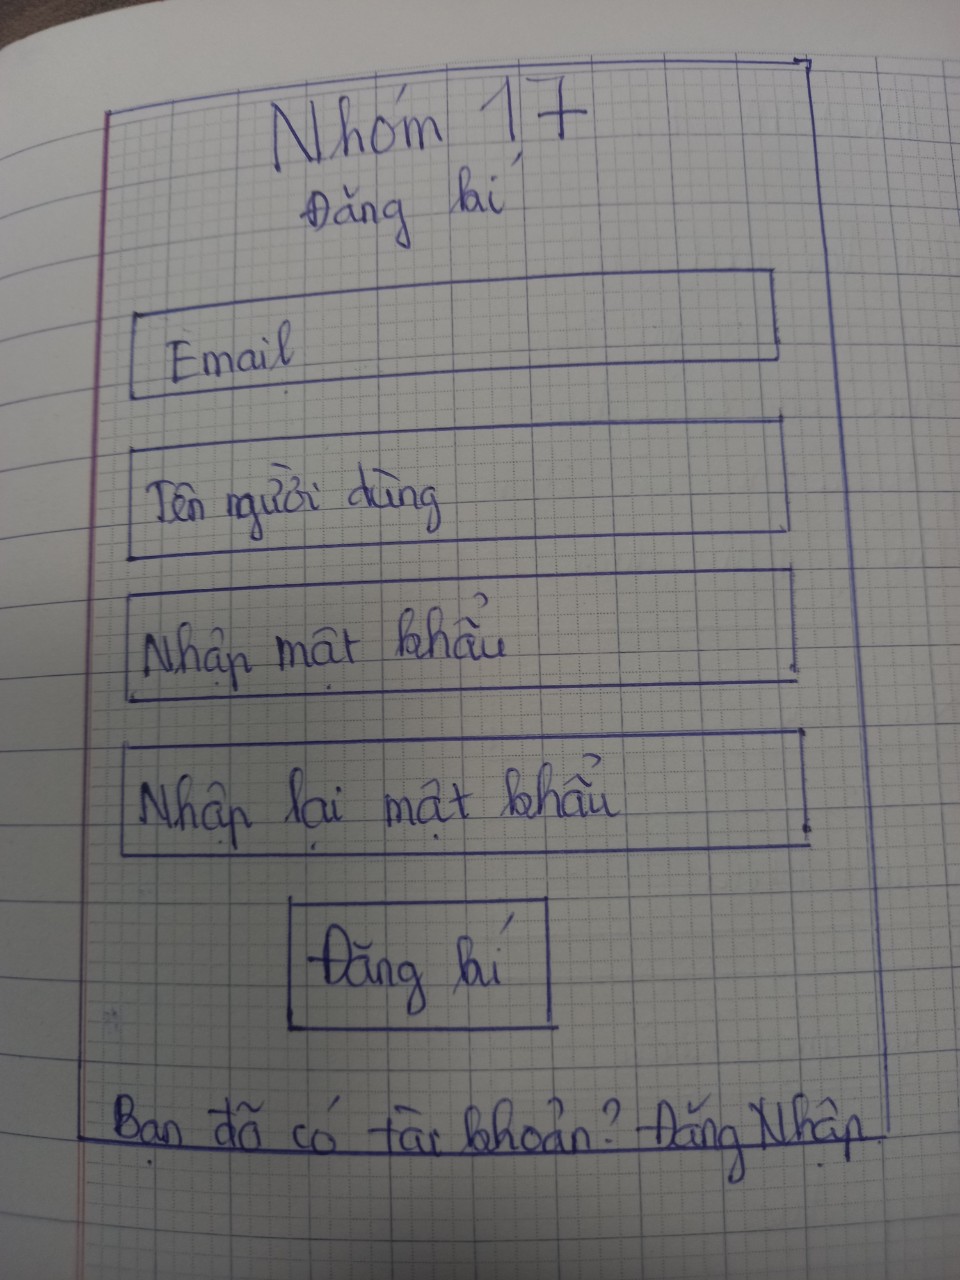 Nhóm 17
Đăng kí
Email
Tên người dùng
Nhập mật khẩu
Nhập lại mật khẩu
Đăng kí
Bạn đã có tài khoản? Đăng Nhập